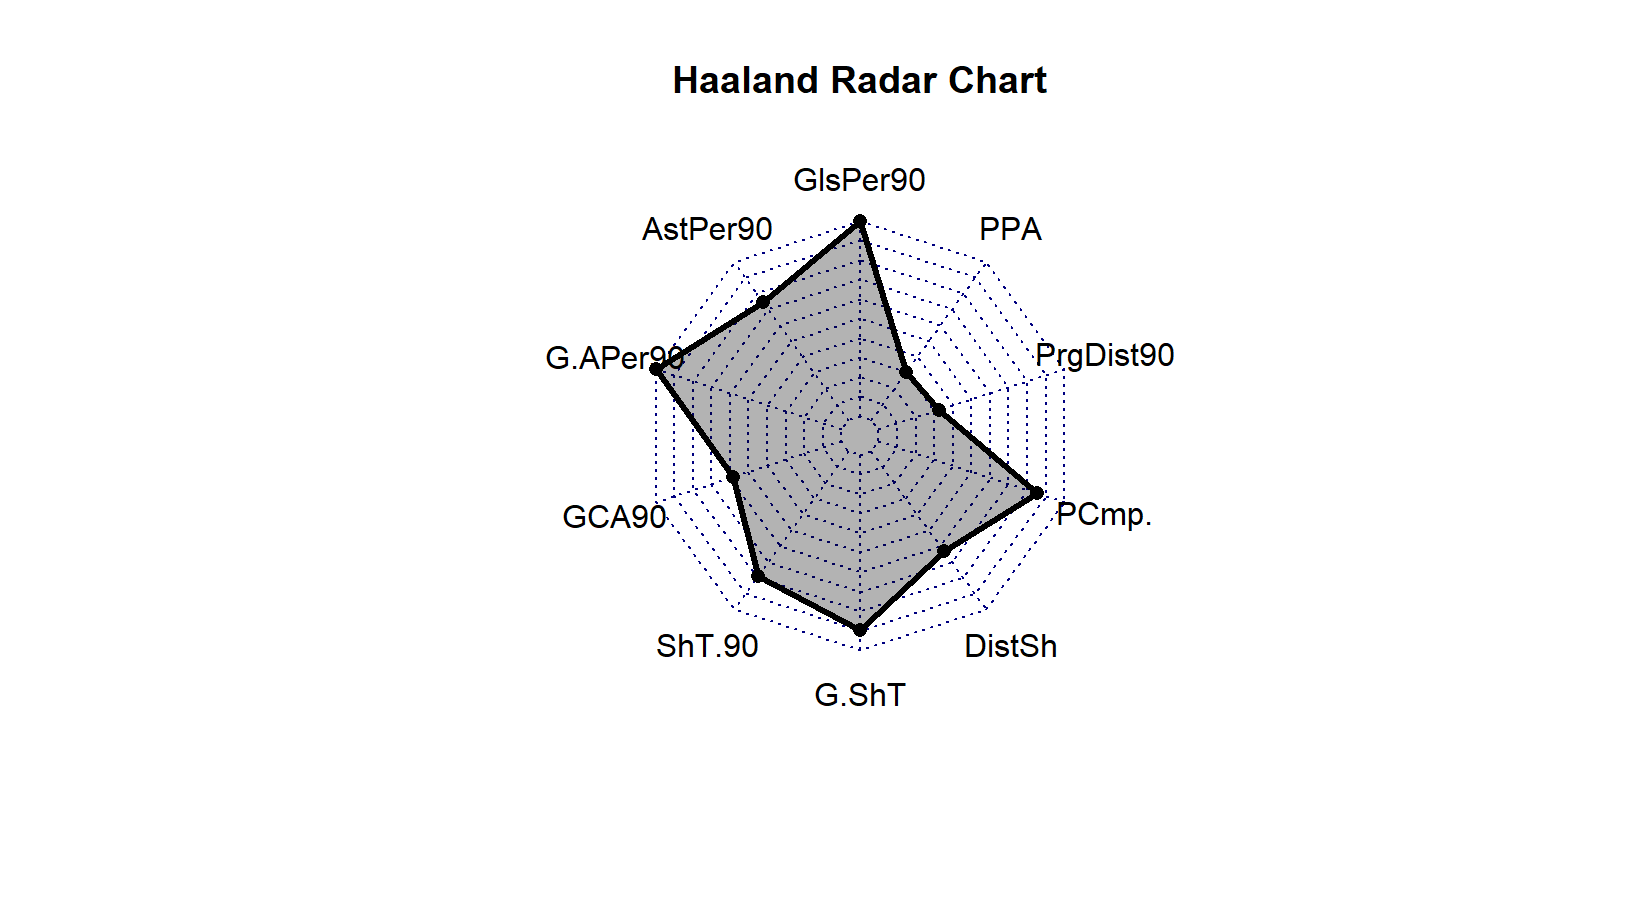 Haaland Radar Chart
GlsPer90
AstPer90
PPA
G.APer90
PrgDist90
GCA90
PCmp.
ShT.90
DistSh
G.ShT